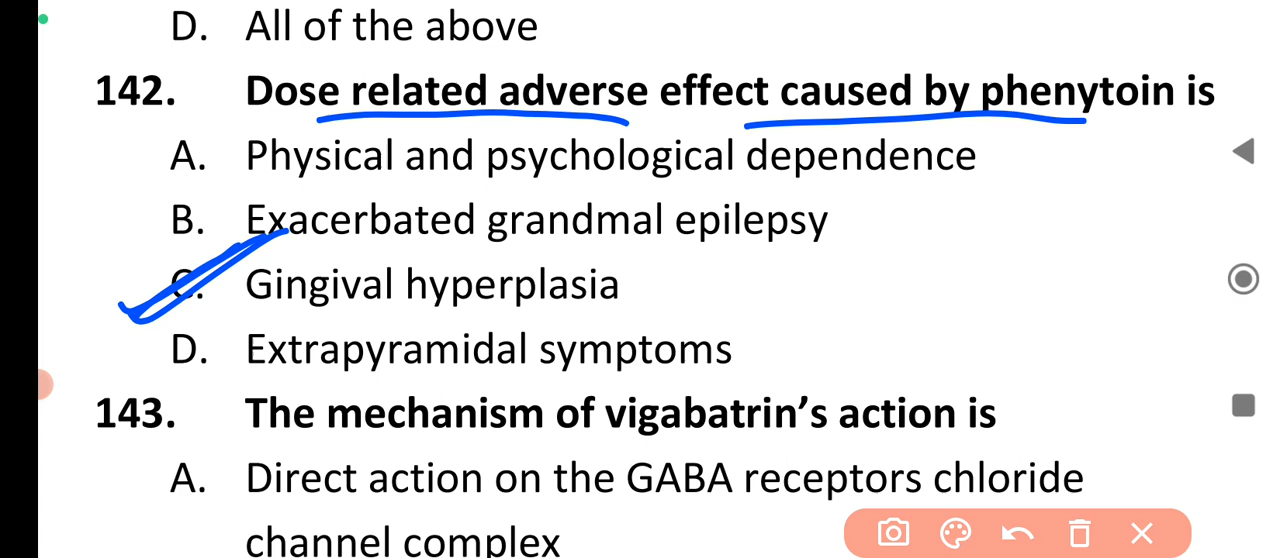 D. All of the above
142. Dose related adverse effect caused by phenytoin is
A. Physical and psychological dependence
B. Exacerbated grandmal epilepsy
C. Gingival hyperplasia
D. Extrapyramidal symptoms
143. The mechanism of vigabatrin’s action is
A. Direct action on the GABA receptors chloride
channel complex